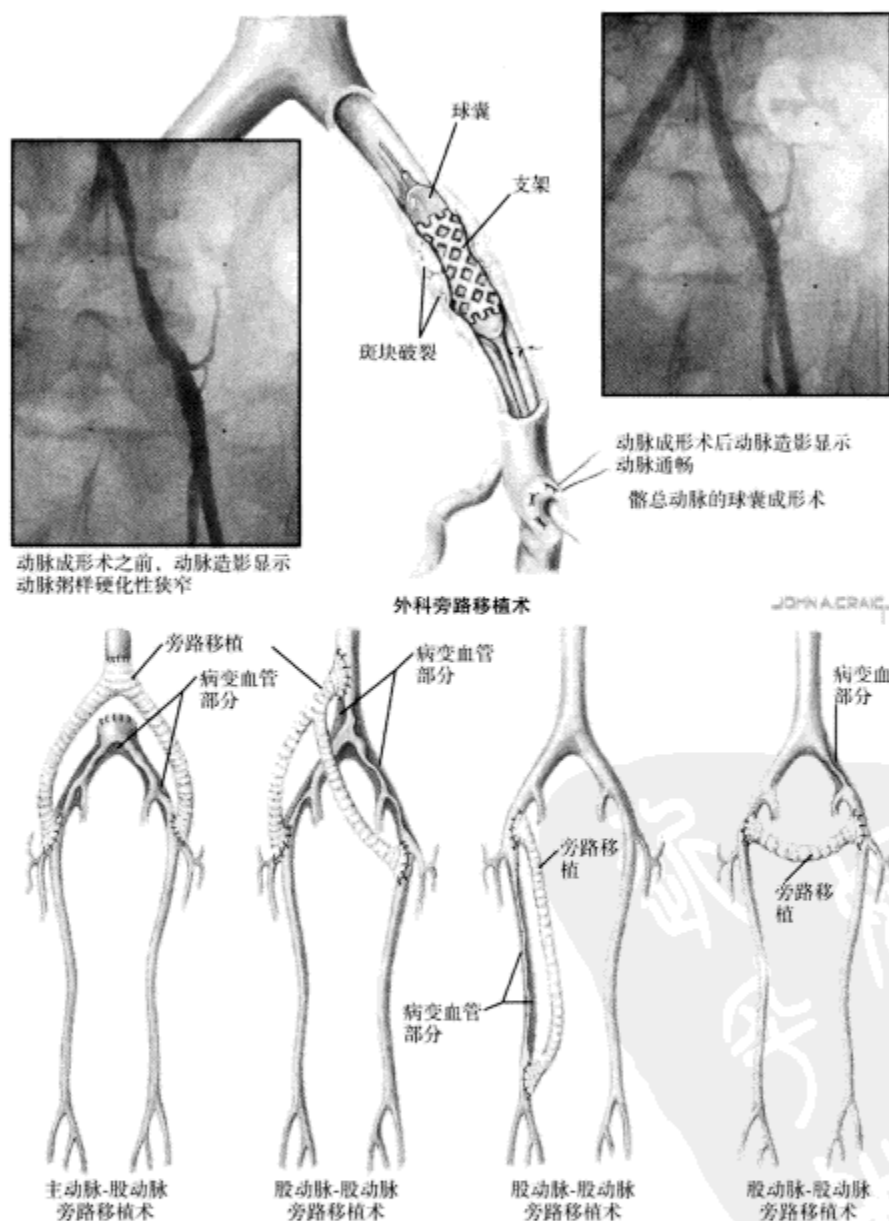 球囊
支架
斑块破裂
动脉成形术后动脉造影显示
动脉通畅
髂总动脉的球囊成形术
动脉成形术之前，动脉造影显示
动脉粥样硬化性狭窄
外科旁路移植术
JOHN A. CRAIG
旁路移植
病变血管
部分
病变血管
部分
病变血
部分
旁路移
植
旁路移
植
病变血管
部分
主动脉-股动脉
旁路移植术
股动脉-股动脉
旁路移植术
股动脉-股动脉
旁路移植术
股动脉-股动脉
旁路移植术